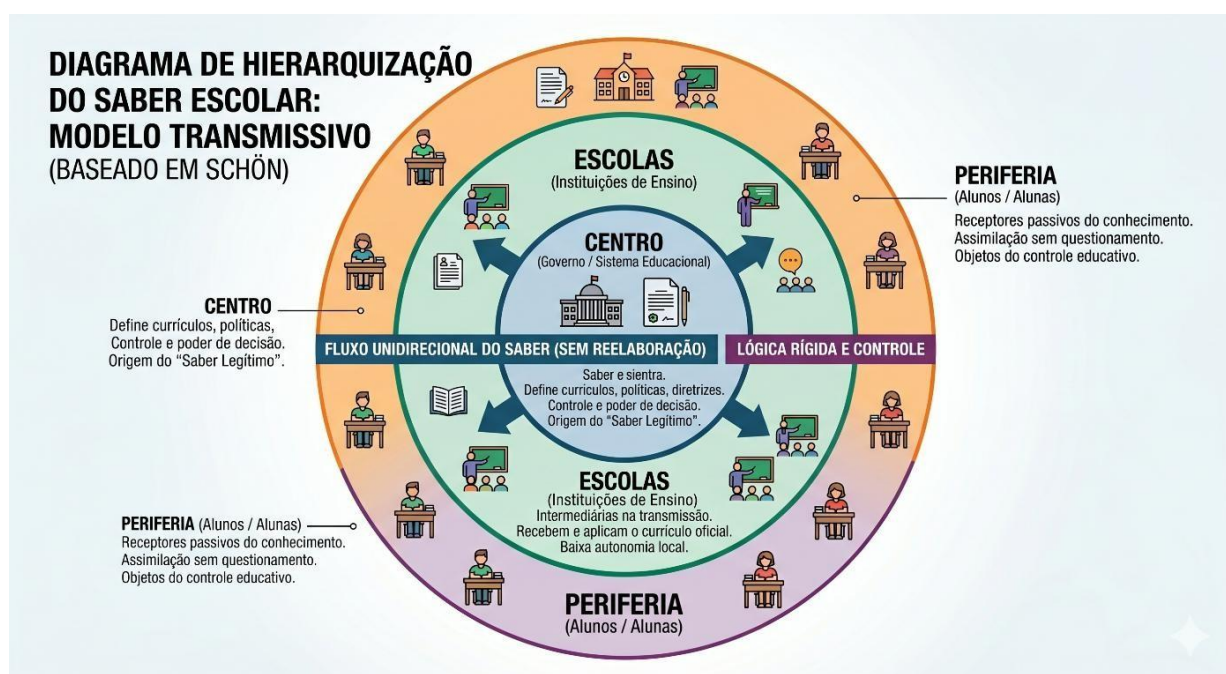 DIAGRAMA DE HIERARQUIZAÇÃO
DO SABER ESCOLAR:
MODELO TRANSMISSIVO
(BASEADO EM SCHÖN)
ESCOLAS
(Instituições de Ensino)
CENTRO
(Governo / Sistema Educacional)
PERIFERIA
(Alunos / Alunas)
Receptores passivos do conhecimento.
Assimilação sem questionamento.
Objetos do controle educativo.
CENTRO
Define currículos, políticas,
Controle e poder de decisão.
Origem do “Saber Legítimo”.
FLUXO UNIDIRECIONAL DO SABER (SEM REELABORAÇÃO)
LÓGICA RÍGIDA E CONTROLE
Saber e sientra.
Define curriculos, políticas, diretrizes.
Controle e poder de decisão.
Origem do “Saber Legítimo”.
ESCOLAS
(Instituições de Ensino)
Intermediárias na transmissão.
Recebem e aplicam o currículo oficial.
Baixa autonomia local.
PERIFERIA (Alunos / Alunas)
Receptores passivos do conhecimento.
Assimilação sem questionamento.
Objetos do controle educativo.
PERIFERIA
(Alunos / Alunas)